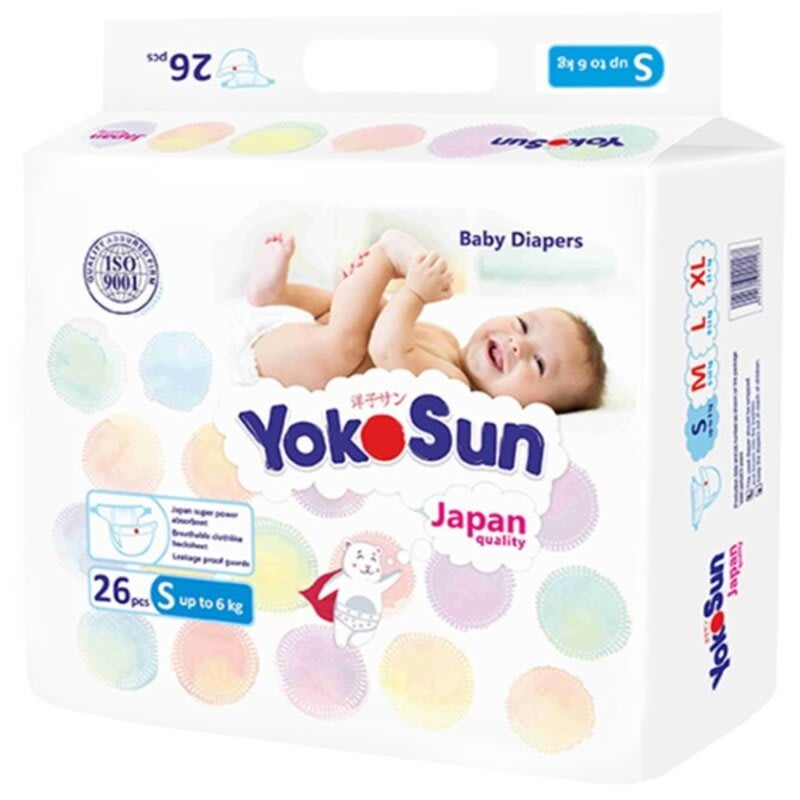 26 pcs
S up to 6 kg
Japan
YokoSun
Baby Diapers
QUALITY ASSURED FIRM
ISO
9001
洋子サン
YokoSun
Japan
quality
Japan super power
absorbent
Breathable clothlike
backsheet
Leakage proof guards
26 pcs S up to 6 kg
S M L XL
洋子サン
YokoSun
Japan
quality